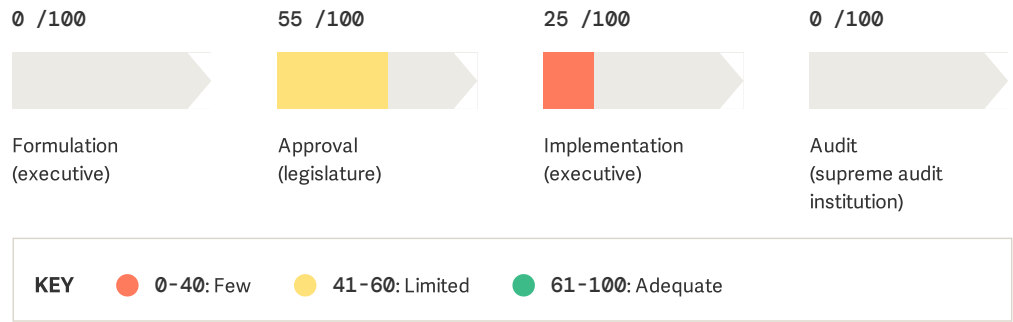 0 /100
55 /100
25 /100
0 /100
Formulation
(executive)
Approval
(legislature)
Implementation
(executive)
Audit
(supreme audit
institution)
KEY
0-40: Few
41-60: Limited
61-100: Adequate